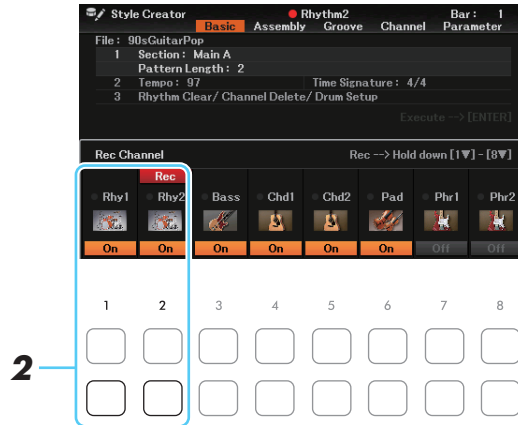 Style Creator
Rhythm2
Bar: 1
Basic Assembly Groove Channel Parameter
File: 90sGuitarPop
1 Section: Main A
Pattern Length: 2
2 Tempo: 97 Time Signature: 4/4
3 Rhythm Clear/ Channel Delete/ Drum Setup
Execute --> [ENTER]
Rec Channel Rec --> Hold down [1▼] - [8▼]
Rec
Rhy1 Rhy2 Bass Chd1 Chd2 Pad Phr1 Phr2
On On On On On On Off Off
1 2 3 4 5 6 7 8
2